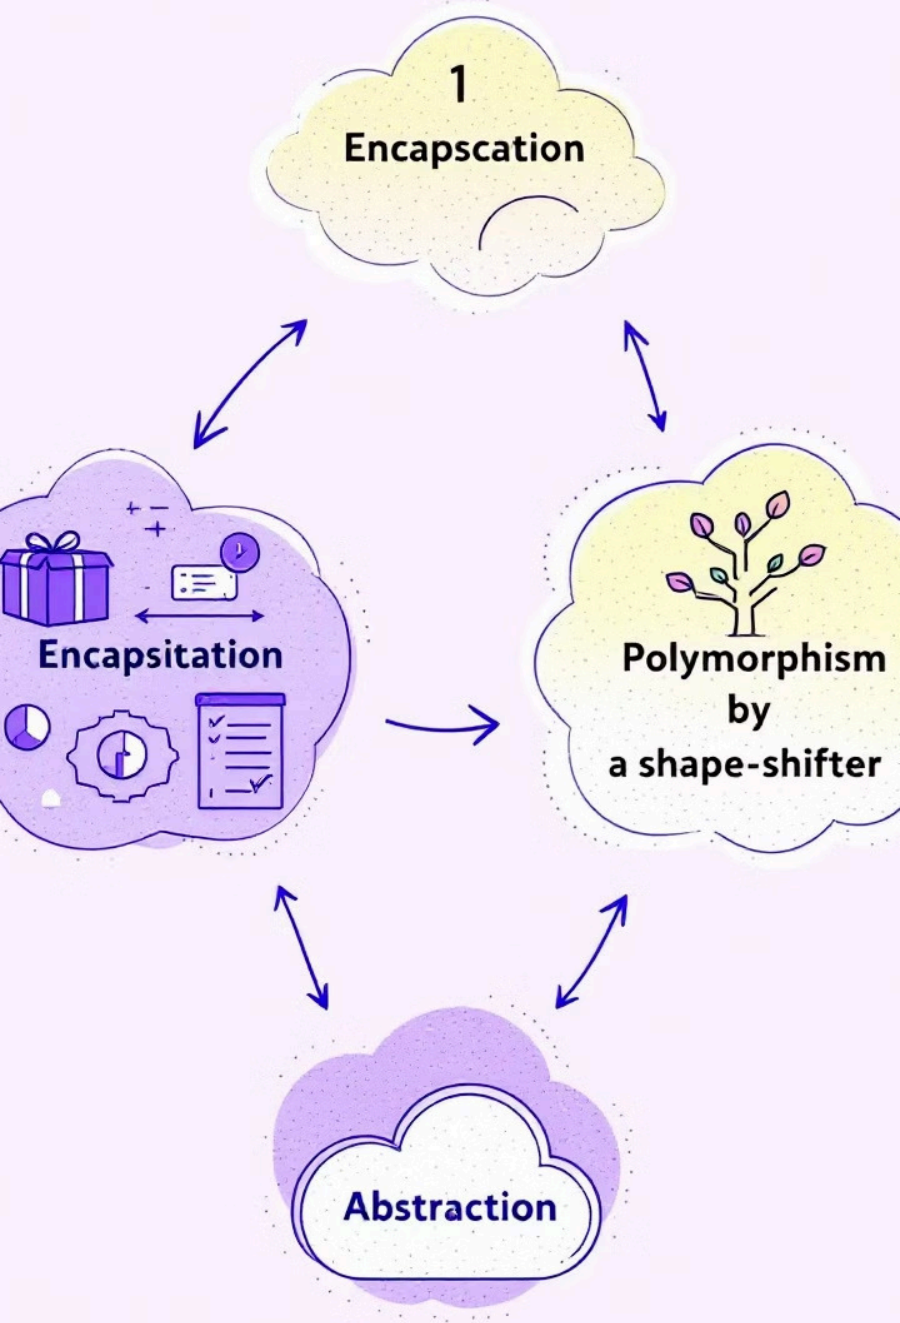 1
Encapscation
Encapsitation
Polymorphism
by
a shape-shifter
Abstraction